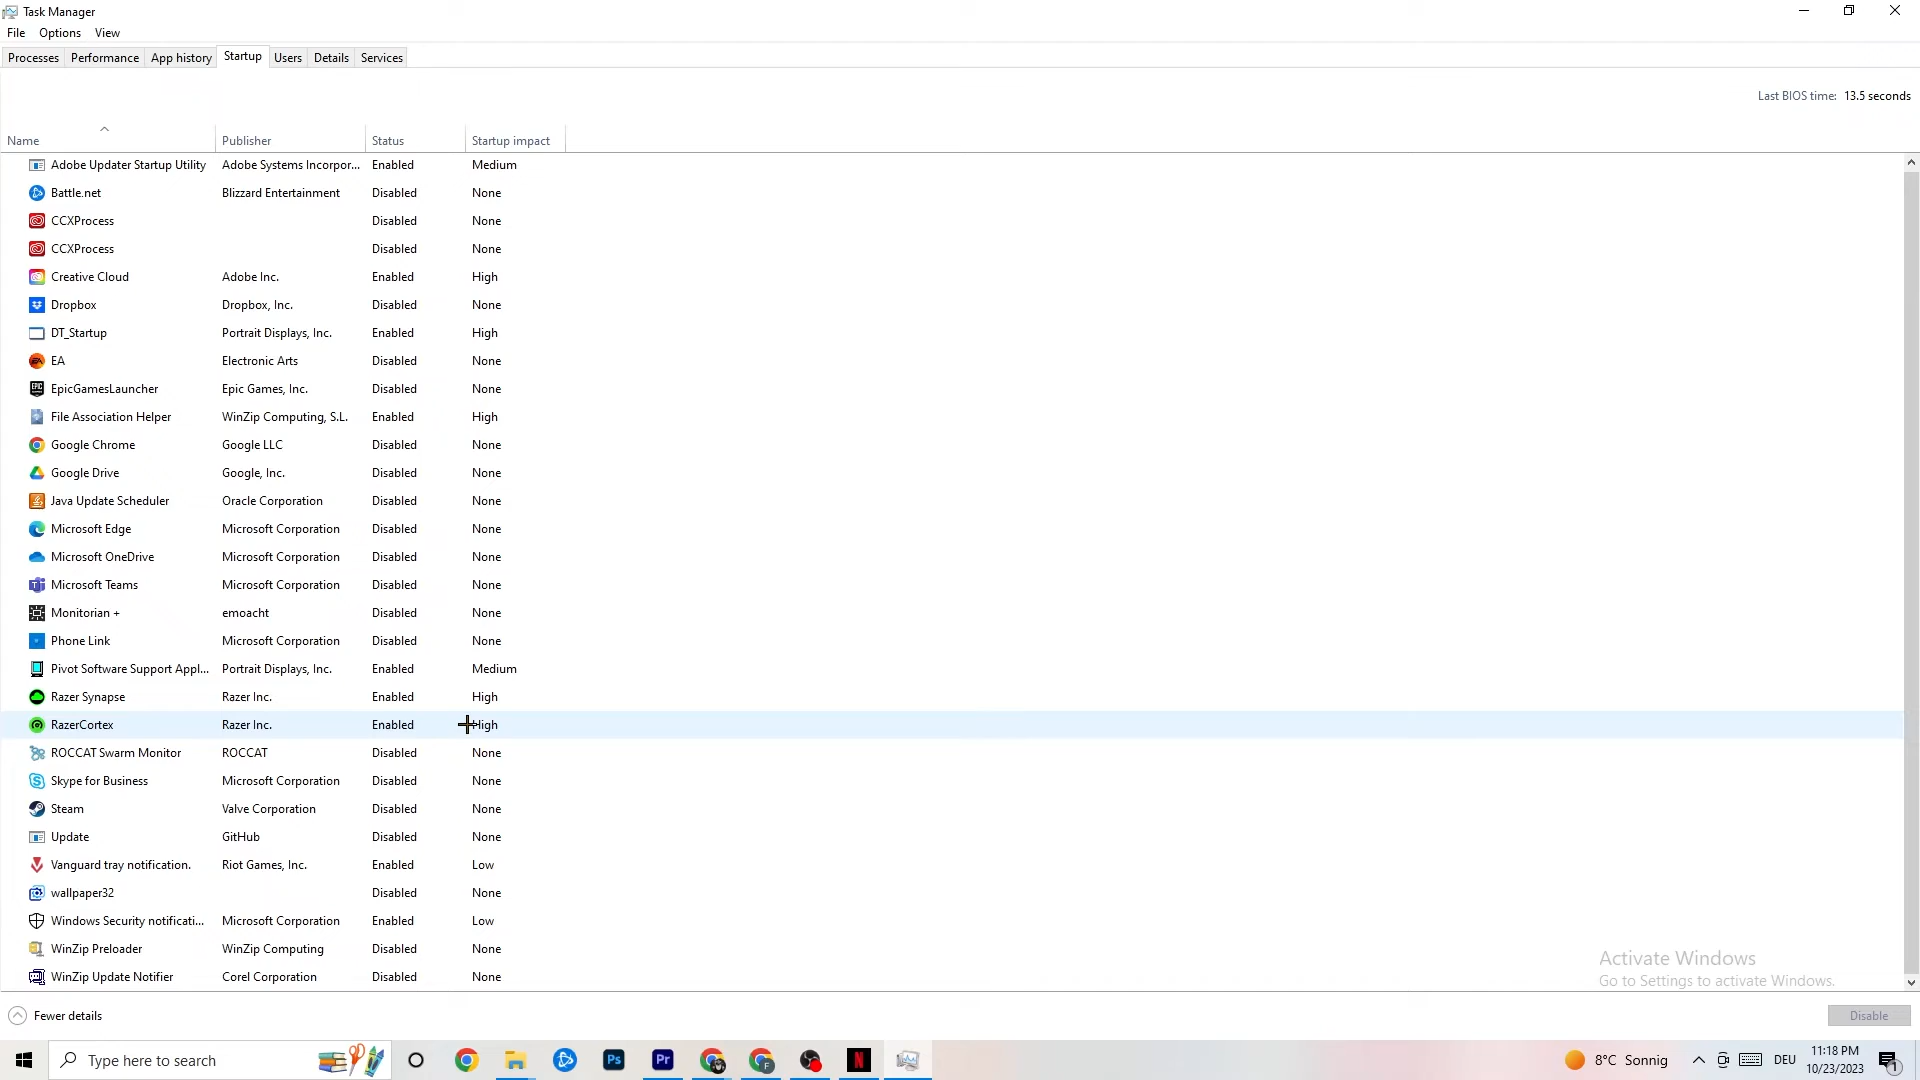 Task Manager
File Options View
Processes Performance App history Startup Users Details Services
Last BIOS time: 13.5 seconds
Name Publisher Status Startup impact
Adobe Updater Startup Utility Adobe Systems Incorpor... Enabled Medium
Battle.net Blizzard Entertainment Disabled None
CCXProcess Disabled None
CCXProcess Disabled None
Creative Cloud Adobe Inc. Enabled High
Dropbox Dropbox, Inc. Disabled None
DT_Startup Portrait Displays, Inc. Enabled High
EA Electronic Arts Disabled None
EpicGamesLauncher Epic Games, Inc. Disabled None
File Association Helper WinZip Computing, S.L. Enabled High
Google Chrome Google LLC Disabled None
Google Drive Google, Inc. Disabled None
Java Update Scheduler Oracle Corporation Disabled None
Microsoft Edge Microsoft Corporation Disabled None
Microsoft OneDrive Microsoft Corporation Disabled None
Microsoft Teams Microsoft Corporation Disabled None
Monitorian + emoacht Disabled None
Phone Link Microsoft Corporation Disabled None
Pivot Software Support Appl... Portrait Displays, Inc. Enabled Medium
Razer Synapse Razer Inc. Enabled High
RazerCortex Razer Inc. Enabled High
ROCCAT Swarm Monitor ROCCAT Disabled None
Skype for Business Microsoft Corporation Disabled None
Steam Valve Corporation Disabled None
Update GitHub Disabled None
Vanguard tray notification. Riot Games, Inc. Enabled Low
wallpaper32 Disabled None
Windows Security notificati... Microsoft Corporation Enabled Low
WinZip Preloader WinZip Computing Disabled None
WinZip Update Notifier Corel Corporation Disabled None
Activate Windows
Go to Settings to activate Windows.
Fewer details Disable
Type here to search Ps Pr F N 8°C Sonnig DEU 11:18 PM
10/23/2023 1